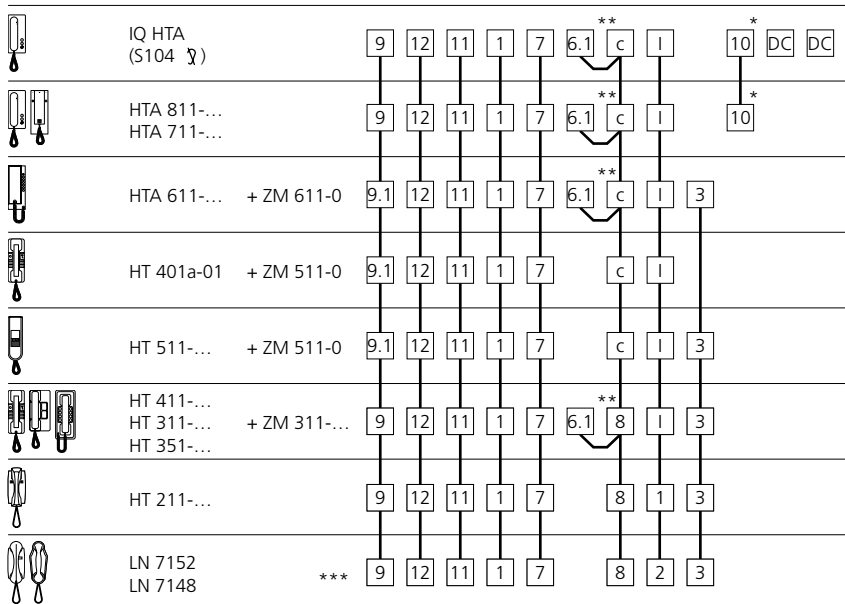 **
*
IQ HTA
9 12 11 1 7 6.1 c I 10 DC DC
(S104 )
**
*
HTA 811-...
9 12 11 1 7 6.1 c I 10
HTA 711-...
**
HTA 611-... + ZM 611-0 9.1 12 11 1 7 6.1 c I 3
HT 401a-01 + ZM 511-0 9.1 12 11 1 7 c I
HT 511-... + ZM 511-0 9.1 12 11 1 7 c I 3
**
HT 411-...
HT 311-... + ZM 311-... 9 12 11 1 7 6.1 8 I 3
HT 351-...
HT 211-... 9 12 11 1 7 8 1 3
LN 7152
*** 9 12 11 1 7 8 2 3
LN 7148